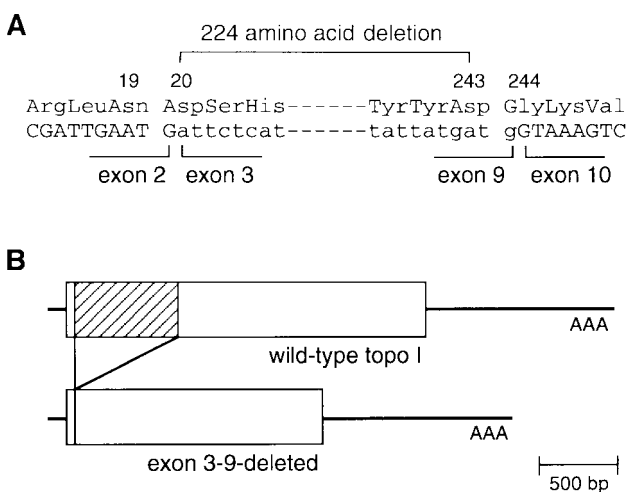 A
224 amino acid deletion
19 20 243 244
ArgLeuAsn AspSerHis------TyrTyrAsp GlyLysVal
CGATTGAAT Gattctcat------tattatgat gGTAAAGTC
exon 2 exon 3 exon 9 exon 10
B
AAA
wild-type topo I
AAA
exon 3-9-deleted
500 bp